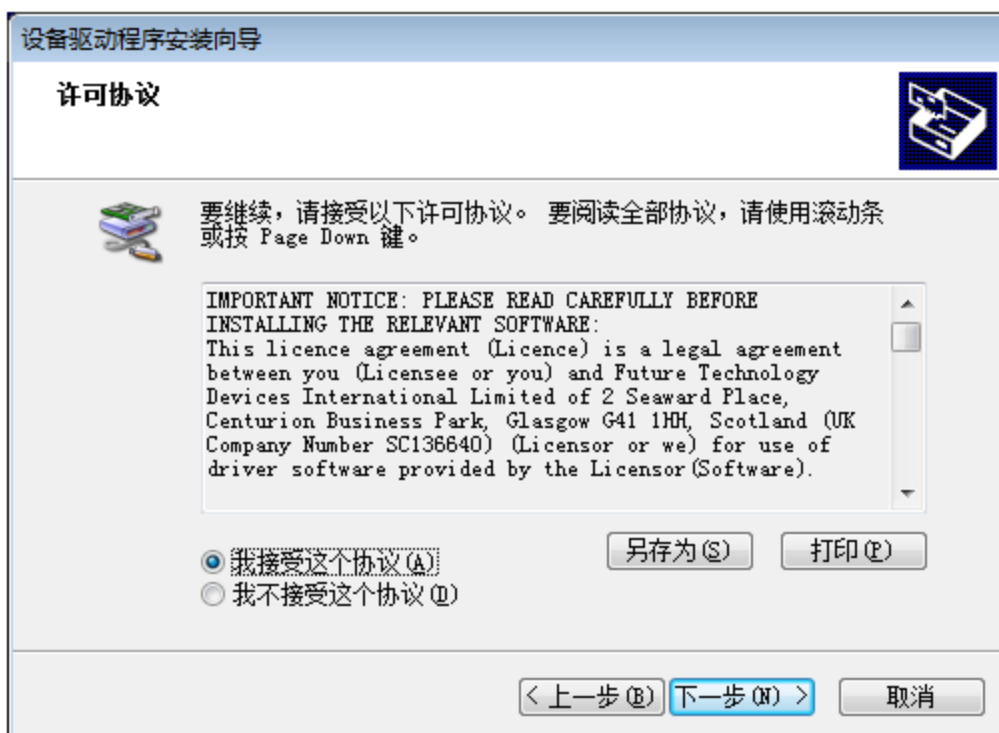 设备驱动程序安装向导
许可协议
要继续，请接受以下许可协议。 要阅读全部协议，请使用滚动条
或按 Page Down 键。
IMPORTANT NOTICE: PLEASE READ CAREFULLY BEFORE
INSTALLING THE RELEVANT SOFTWARE:
This licence agreement (Licence) is a legal agreement
between you (Licensee or you) and Future Technology
Devices International Limited of 2 Seaward Place,
Centurion Business Park, Glasgow G41 1HH, Scotland (UK
Company Number SC136640) (Licensor or we) for use of
driver software provided by the Licensor(Software).
我接受这个协议(A)
另存为(S)
打印(P)
我不接受这个协议(D)
< 上一步(B)
下一步(N) >
取消